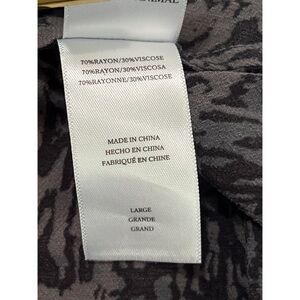 70%RAYON/30%VISCOSE
70%RAYON/30%VISCOSA
70%RAYONNE/30%VISCOSE
MADE IN CHINA
HECHO EN CHINA
FABRIQUÉ EN CHINE
LARGE
GRANDE
GRAND